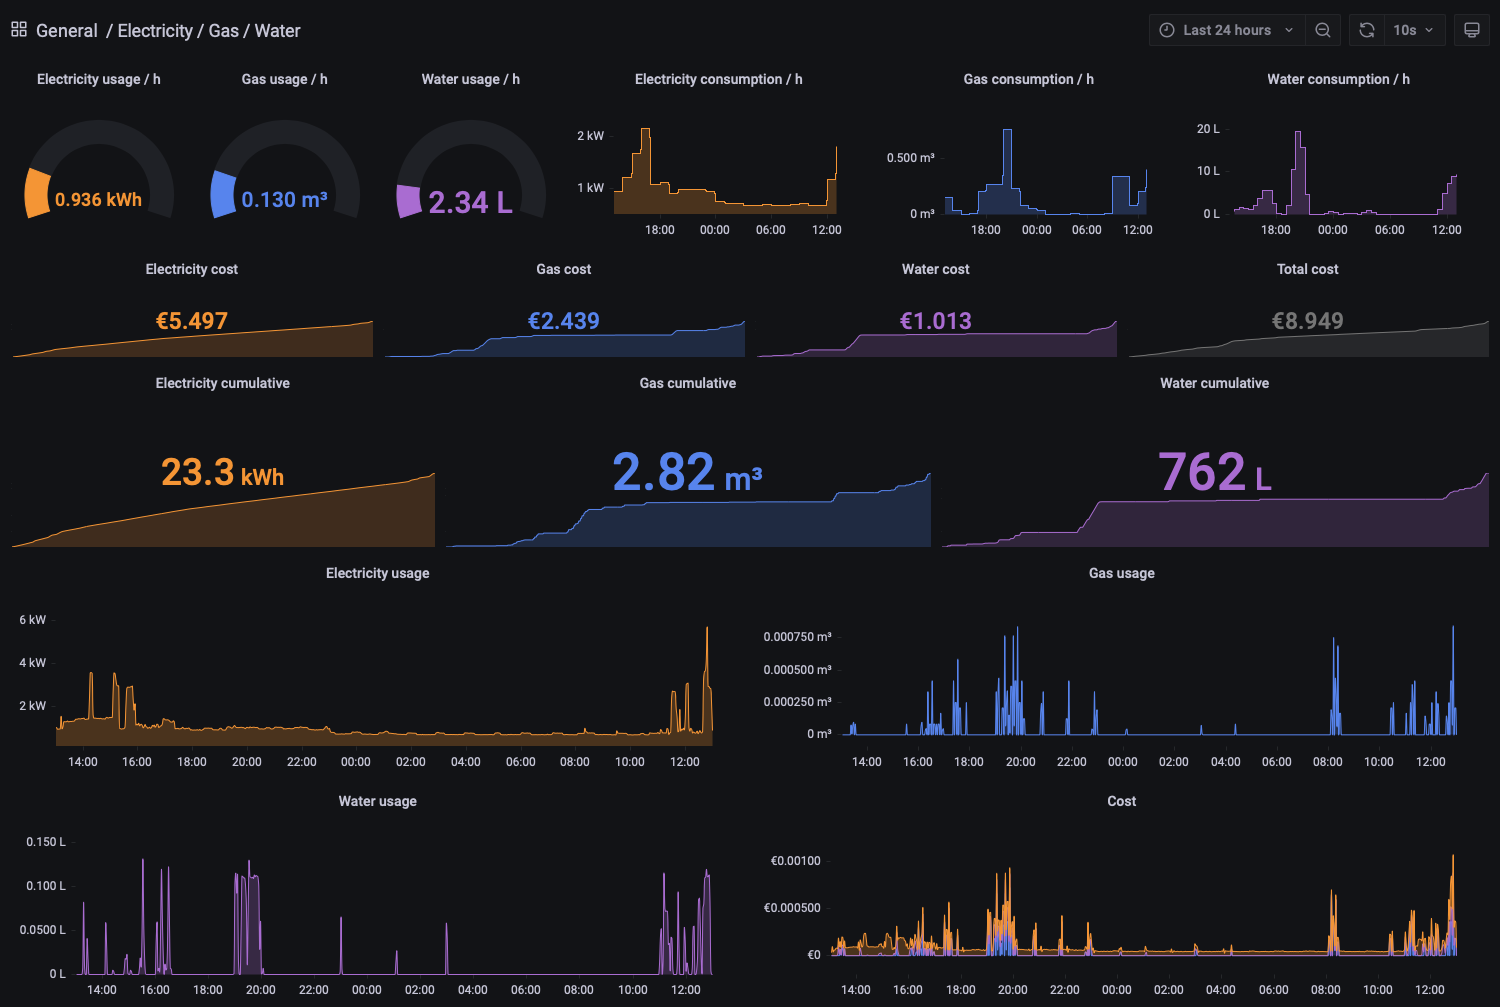 General / Electricity / Gas / Water
Last 24 hours
10s
Electricity usage / h
Gas usage / h
Water usage / h
Electricity consumption / h
Gas consumption / h
Water consumption / h
0.936 kWh
0.130 m³
2.34 L
2 kW
1 kW
18:00 00:00 06:00 12:00
0.500 m³
0 m³
18:00 00:00 06:00 12:00
20 L
10 L
0 L
18:00 00:00 06:00 12:00
Electricity cost
Gas cost
Water cost
Total cost
€5.497
€2.439
€1.013
€8.949
Electricity cumulative
Gas cumulative
Water cumulative
23.3 kWh
2.82 m³
762 L
Electricity usage
6 kW
4 kW
2 kW
14:00 16:00 18:00 20:00 22:00 00:00 02:00 04:00 06:00 08:00 10:00 12:00
Gas usage
0.000750 m³
0.000500 m³
0.000250 m³
0 m³
14:00 16:00 18:00 20:00 22:00 00:00 02:00 04:00 06:00 08:00 10:00 12:00
Water usage
0.150 L
0.100 L
0.0500 L
0 L
14:00 16:00 18:00 20:00 22:00 00:00 02:00 04:00 06:00 08:00 10:00 12:00
Cost
€0.00100
€0.000500
€0
14:00 16:00 18:00 20:00 22:00 00:00 02:00 04:00 06:00 08:00 10:00 12:00